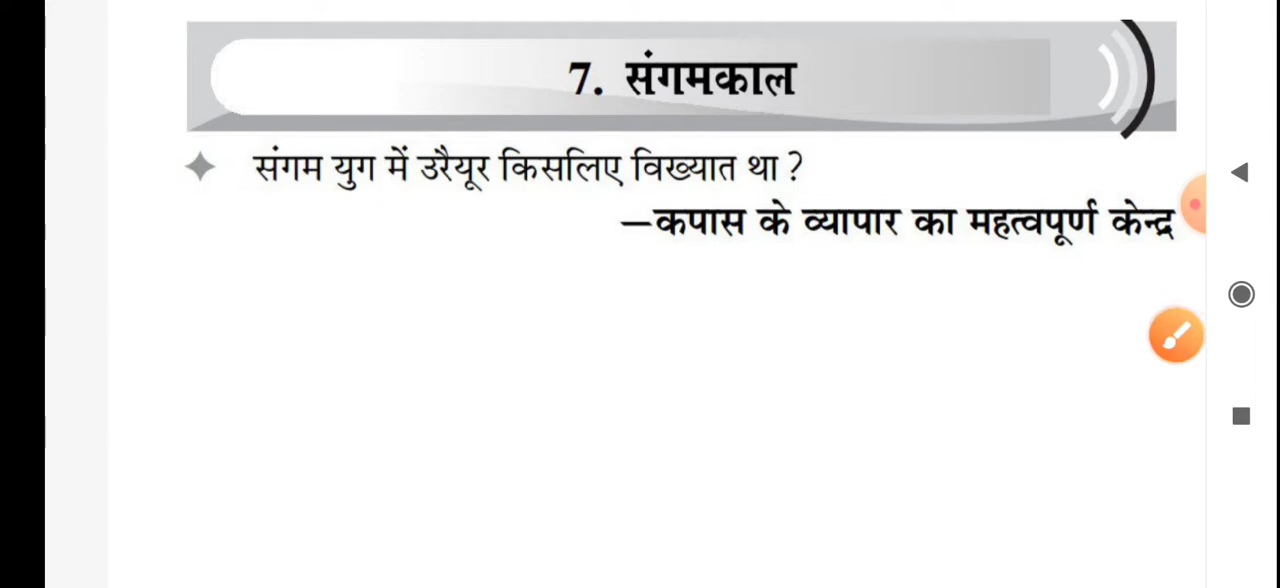 7. संगमकाल
संगम युग में उरैयूर किसलिए विख्यात था ?
—कपास के व्यापार का महत्वपूर्ण केन्द्र